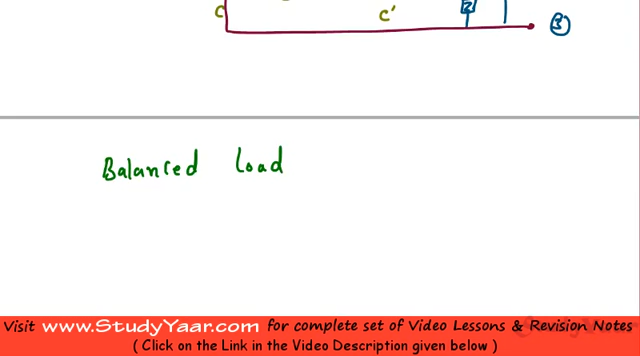 C
C'
2
3
Balanced Load
Visit www.StudyYaar.com for complete set of Video Lessons & Revision Notes
( Click on the Link in the Video Description given below )